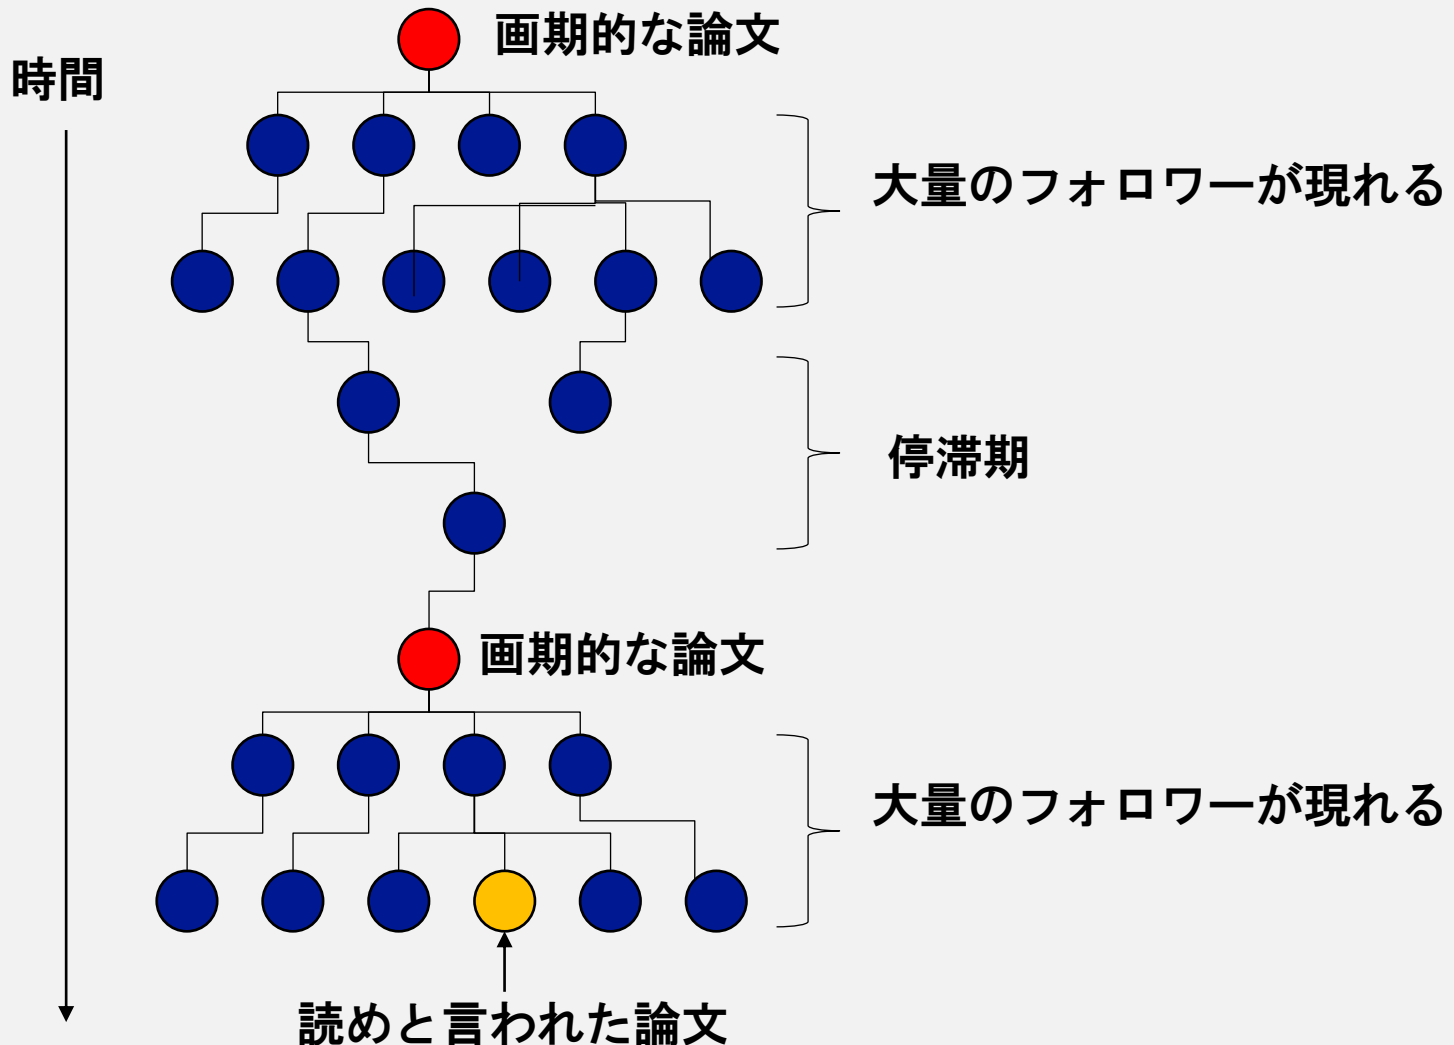 画期的な論文
時間
大量のフォロワーが現れる
停滞期
画期的な論文
大量のフォロワーが現れる
読めと言われた論文